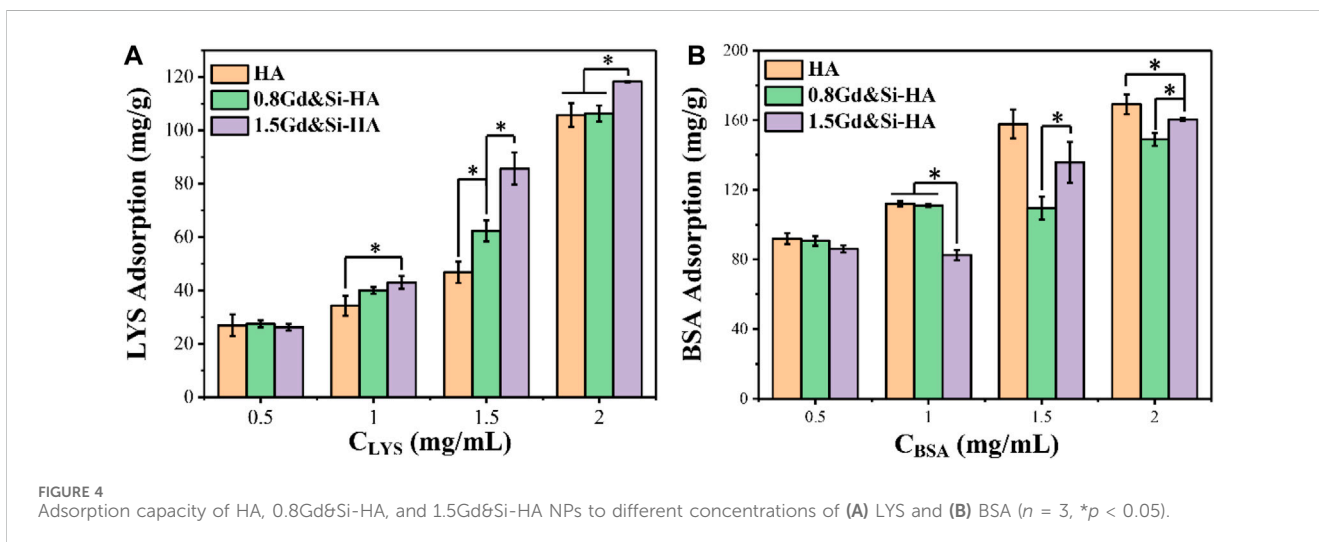 A
LYS Adsorption (mg/g)
120
100
80
60
40
20
0
HA
0.8Gd&Si-HA
1.5Gd&Si-HA
*
*
*
*
0.5 1 1.5 2
C_LYS (mg/mL)
B
BSA Adsorption (mg/g)
200
160
120
80
40
0
HA
0.8Gd&Si-HA
1.5Gd&Si-HA
*
*
*
*
0.5 1 1.5 2
C_BSA (mg/mL)
FIGURE 4
Adsorption capacity of HA, 0.8Gd&Si-HA, and 1.5Gd&Si-HA NPs to different concentrations of (A) LYS and (B) BSA (n = 3, *p < 0.05).